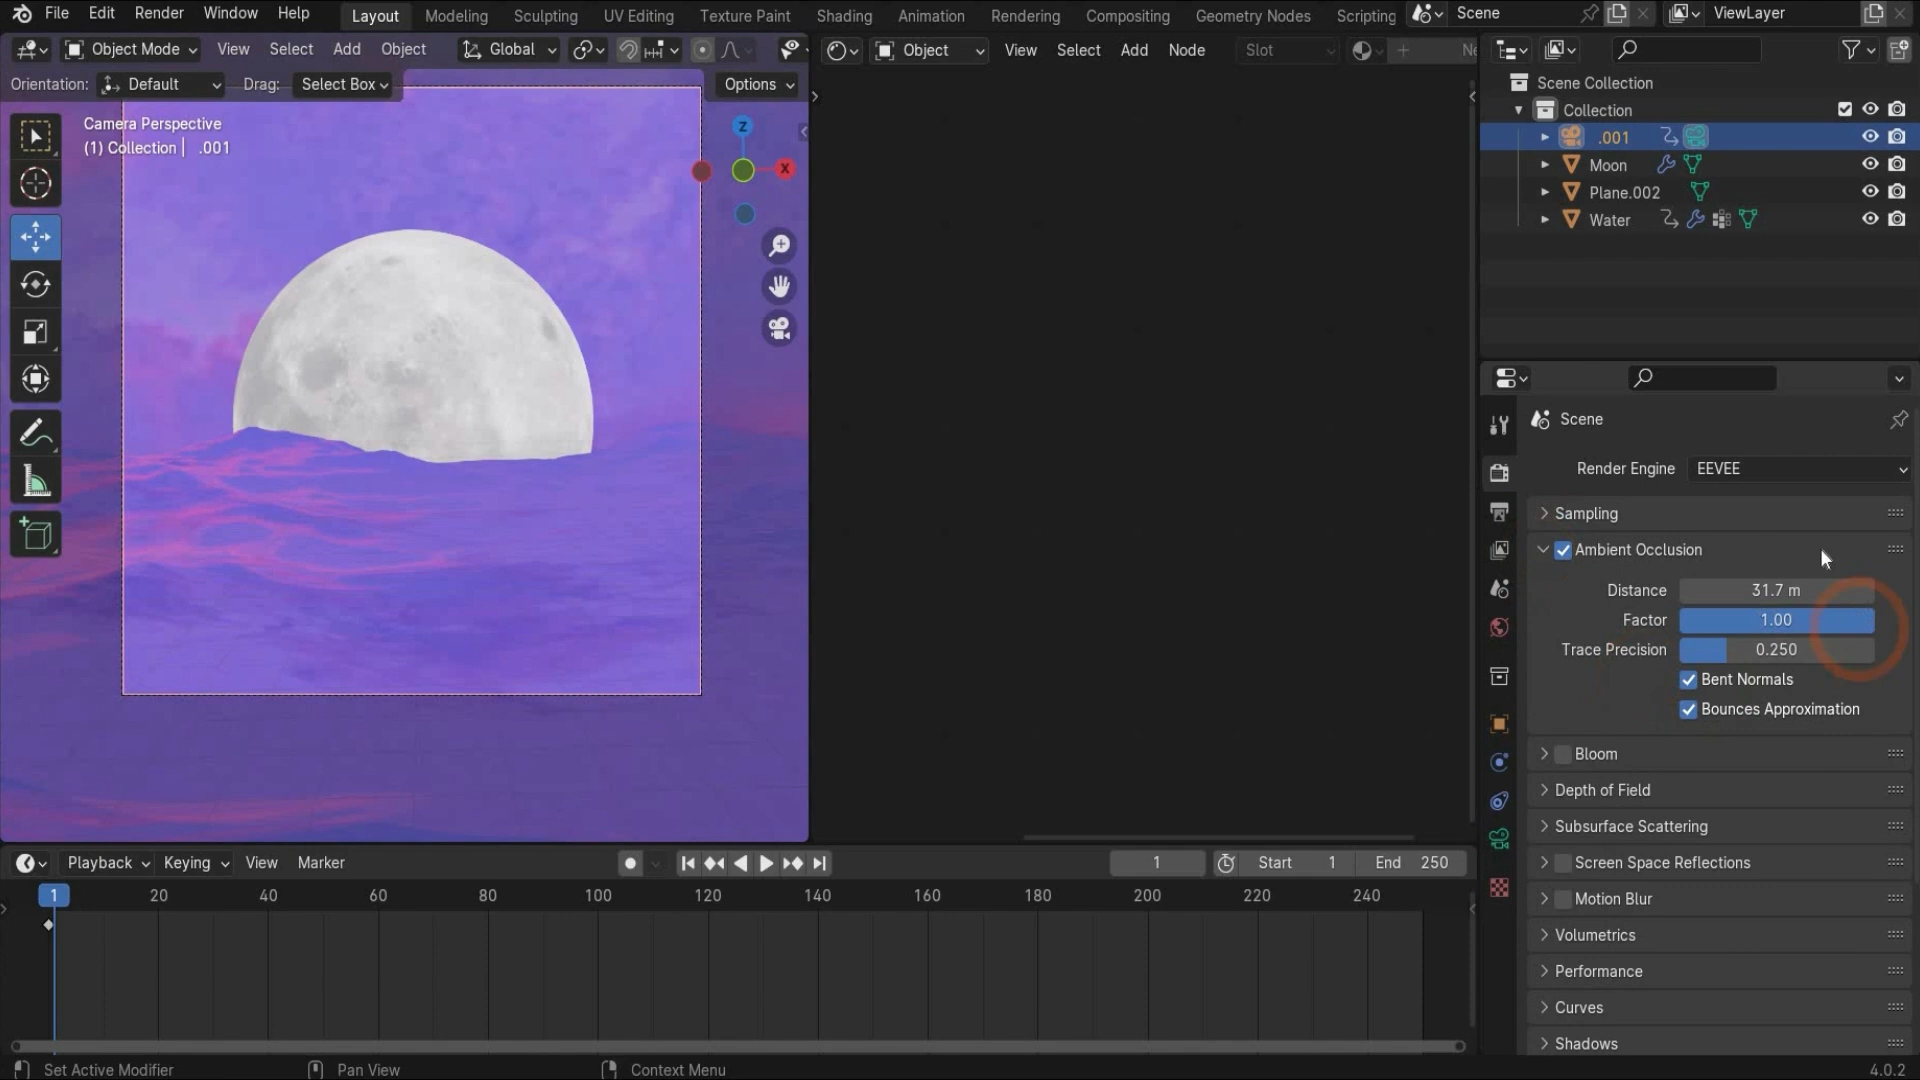 File Edit Render Window Help Layout Modeling Sculpting UV Editing Texture Paint Shading Animation Rendering Compositing Geometry Nodes Scripting Scene ViewLayer
Object Mode View Select Add Object Global Object View Select Add Node Slot Ne
Orientation: Default Drag: Select Box Options
Camera Perspective
(1) Collection | .001
Z
X
Scene Collection
Collection
.001
Moon
Plane.002
Water
Scene
Render Engine EEVEE
Sampling
Ambient Occlusion
Distance 31.7 m
Factor 1.00
Trace Precision 0.250
Bent Normals
Bounces Approximation
Bloom
Depth of Field
Subsurface Scattering
Screen Space Reflections
Motion Blur
Volumetrics
Performance
Curves
Shadows
Playback Keying View Marker 1 Start 1 End 250
1 20 40 60 80 100 120 140 160 180 200 220 240
Set Active Modifier Pan View Context Menu 4.0.2